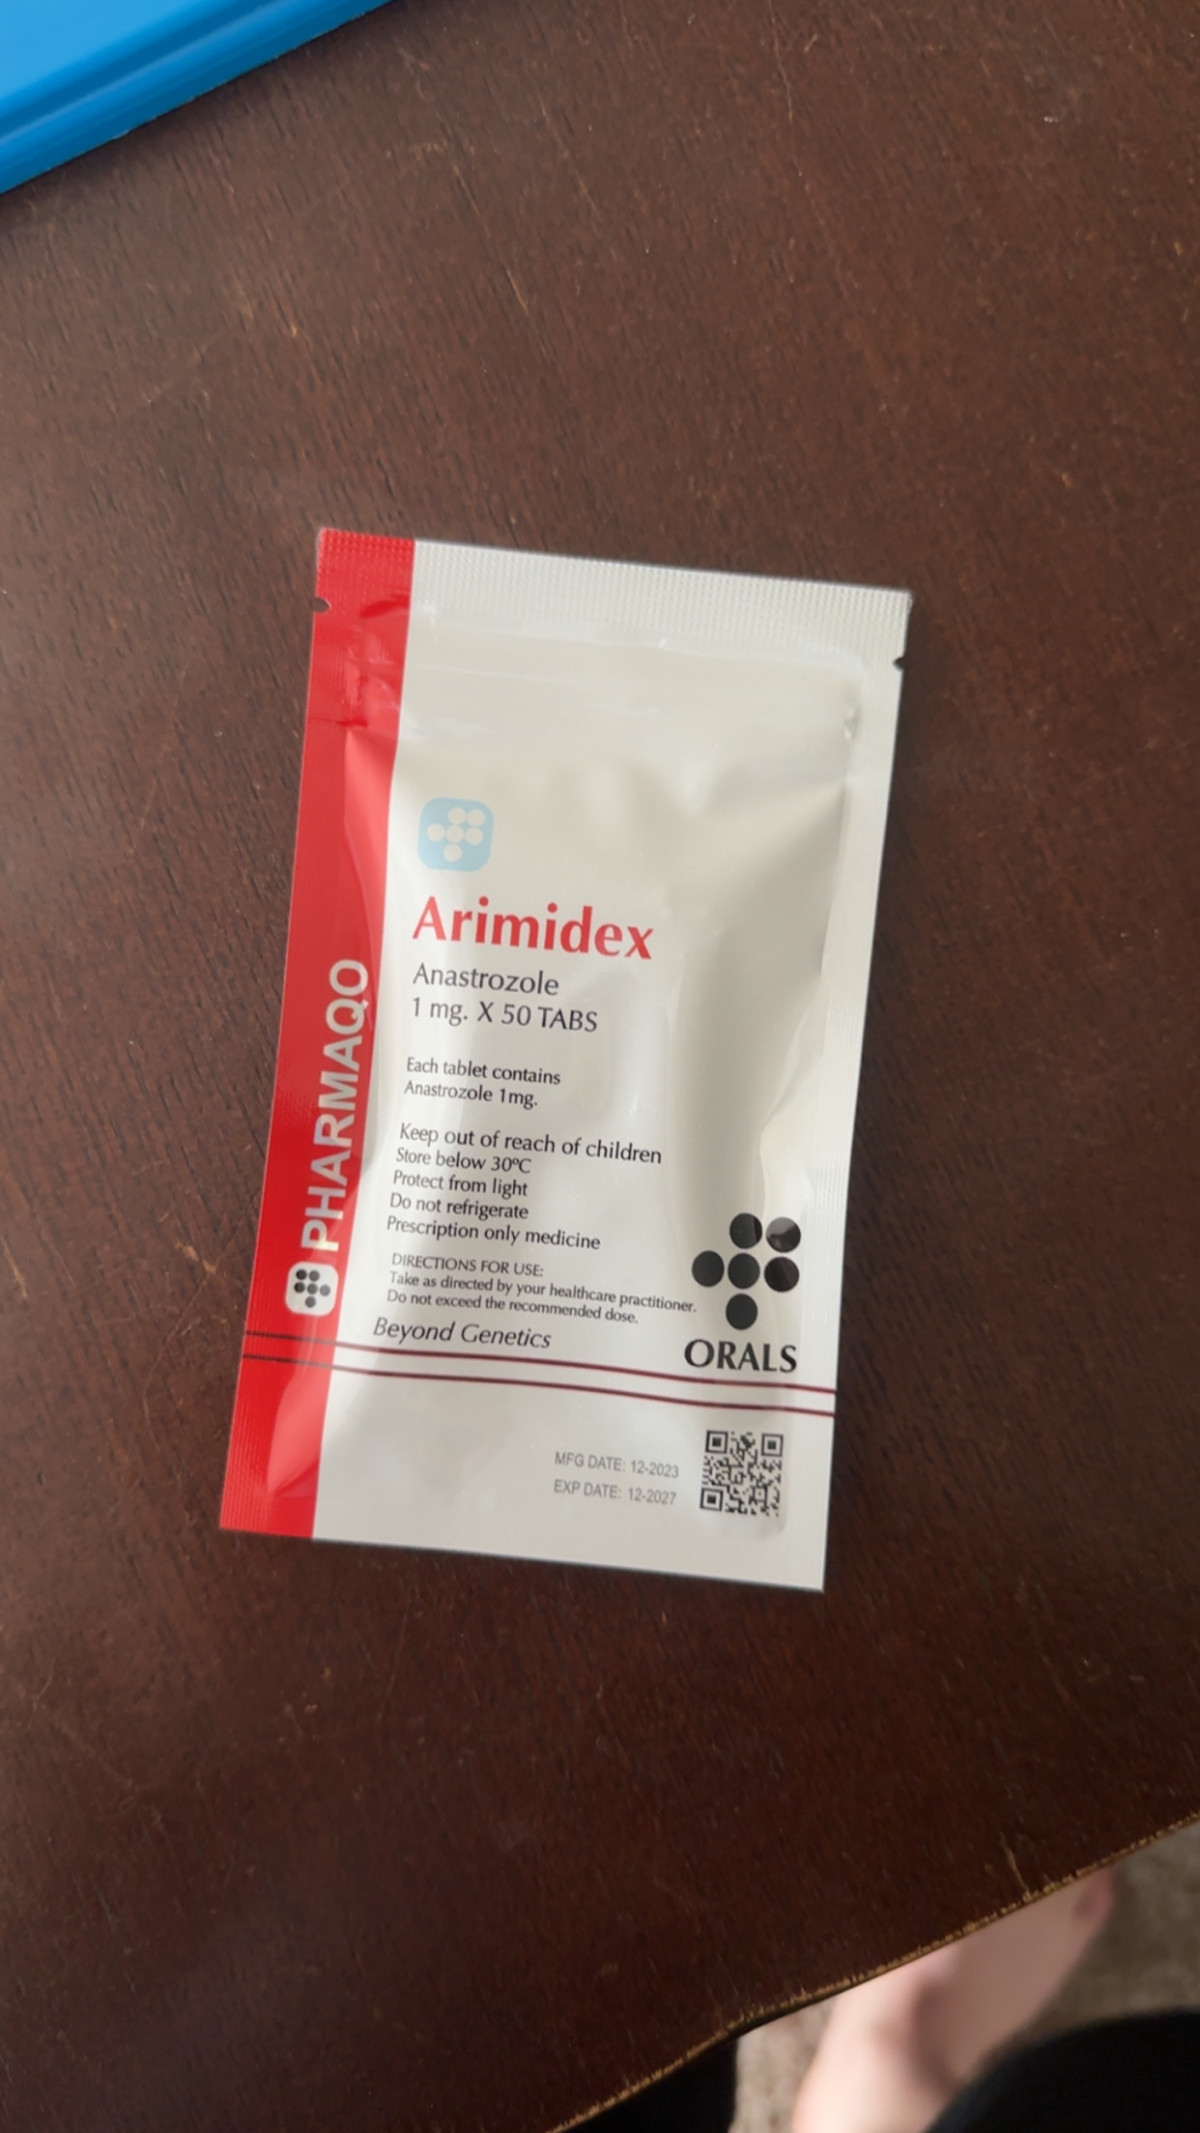 Arimidex
Anastrozole
1 mg. X 50 TABS
Each tablet contains
Anastrozole 1mg.
Keep out of reach of children
Store below 30ºC
Protect from light
Do not refrigerate
Prescription only medicine
DIRECTIONS FOR USE:
Take as directed by your healthcare practitioner.
Do not exceed the recommended dose.
Beyond Genetics
ORALS
MFG DATE: 12-2023
EXP DATE: 12-2027
PHARMAQO